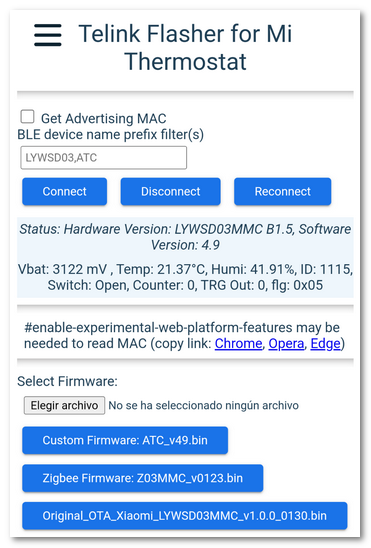 Telink Flasher for Mi
Thermostat
Get Advertising MAC
BLE device name prefix filter(s)
LYWSD03,ATC
Connect Disconnect Reconnect
Status: Hardware Version: LYWSD03MMC B1.5, Software
Version: 4.9
Vbat: 3122 mV , Temp: 21.37°C, Humi: 41.91%, ID: 1115,
Switch: Open, Counter: 0, TRG Out: 0, flg: 0x05
#enable-experimental-web-platform-features may be
needed to read MAC (copy link: Chrome, Opera, Edge)
Select Firmware:
Elegir archivo No se ha seleccionado ningún archivo
Custom Firmware: ATC_v49.bin
Zigbee Firmware: Z03MMC_v0123.bin
Original_OTA_Xiaomi_LYWSD03MMC_v1.0.0_0130.bin